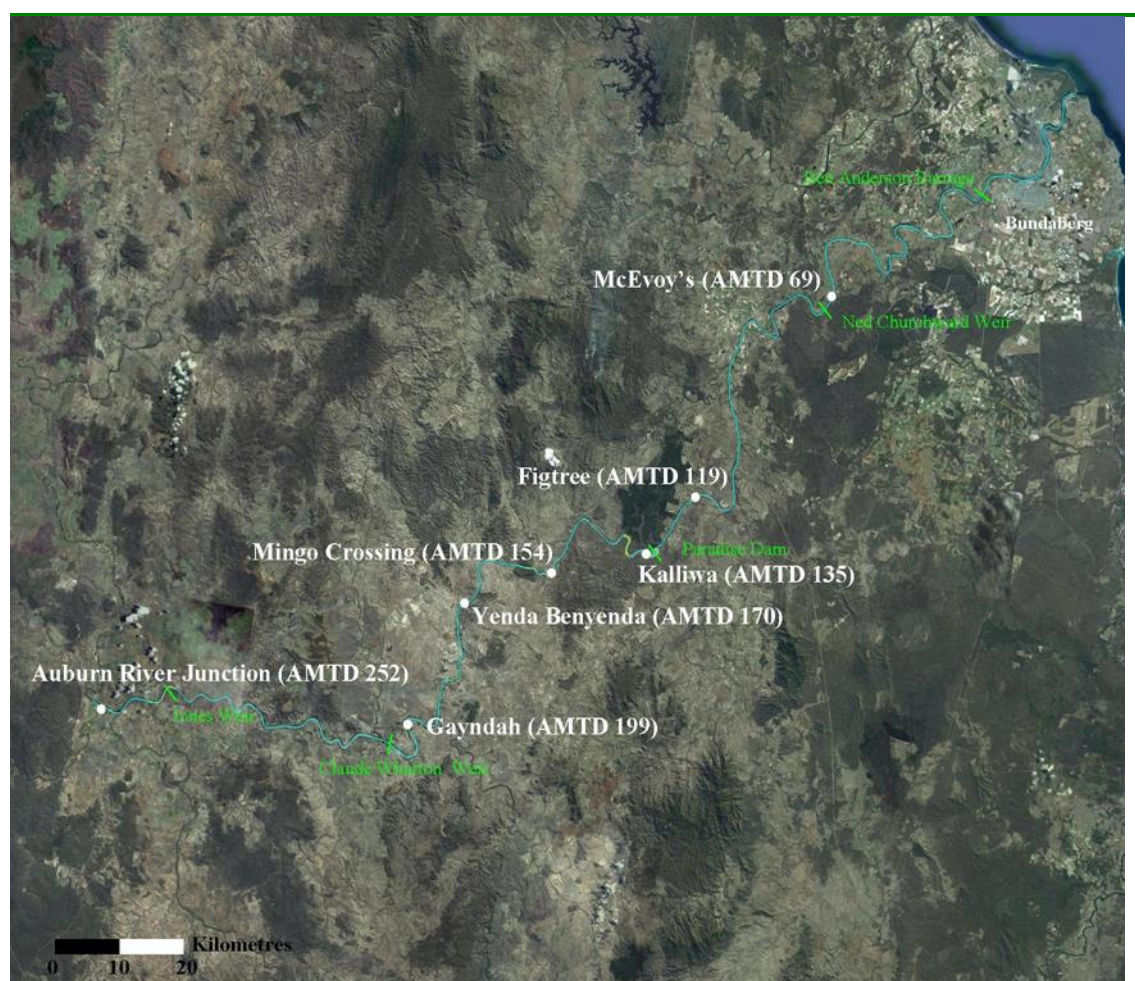 Ben Anderson Barrage
Bundaberg
McEvoy's (AMTD 69)
Ned Churchward Weir
Figtree (AMTD 119)
Mingo Crossing (AMTD 154)
Paradise Dam
Kalliwa (AMTD 135)
Yenda Benyenda (AMTD 170)
Auburn River Junction (AMTD 252)
Jones Weir
Gayndah (AMTD 199)
Claude Wharton Weir
Kilometres
0 10 20